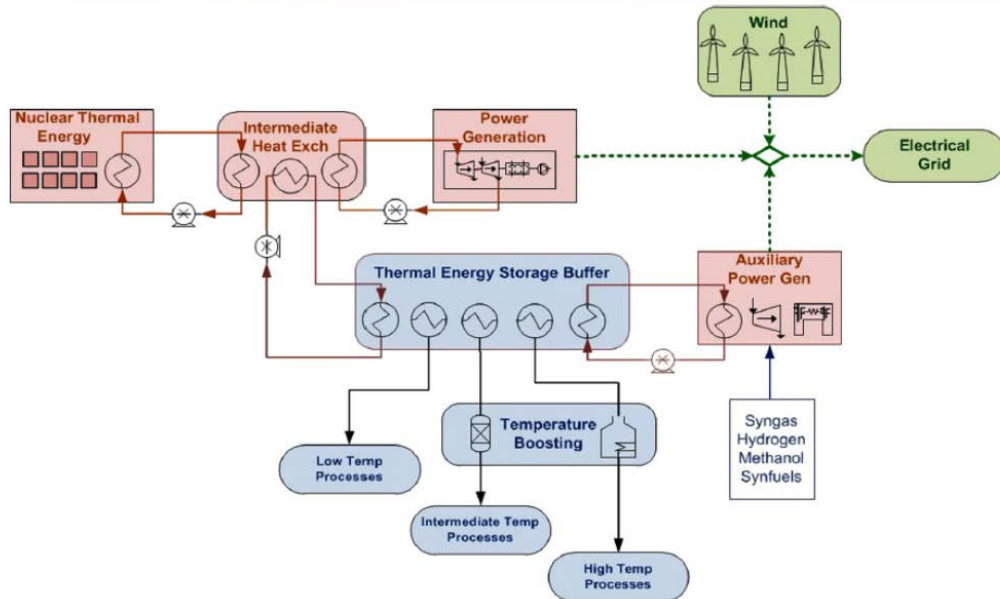 Wind
Nuclear Thermal
Energy
Intermediate
Heat Exch
Power
Generation
Electrical
Grid
Thermal Energy Storage Buffer
Auxiliary
Power Gen
Temperature
Boosting
Syngas
Hydrogen
Methanol
Synfuels
Low Temp
Processes
Intermediate Temp
Processes
High Temp
Processes